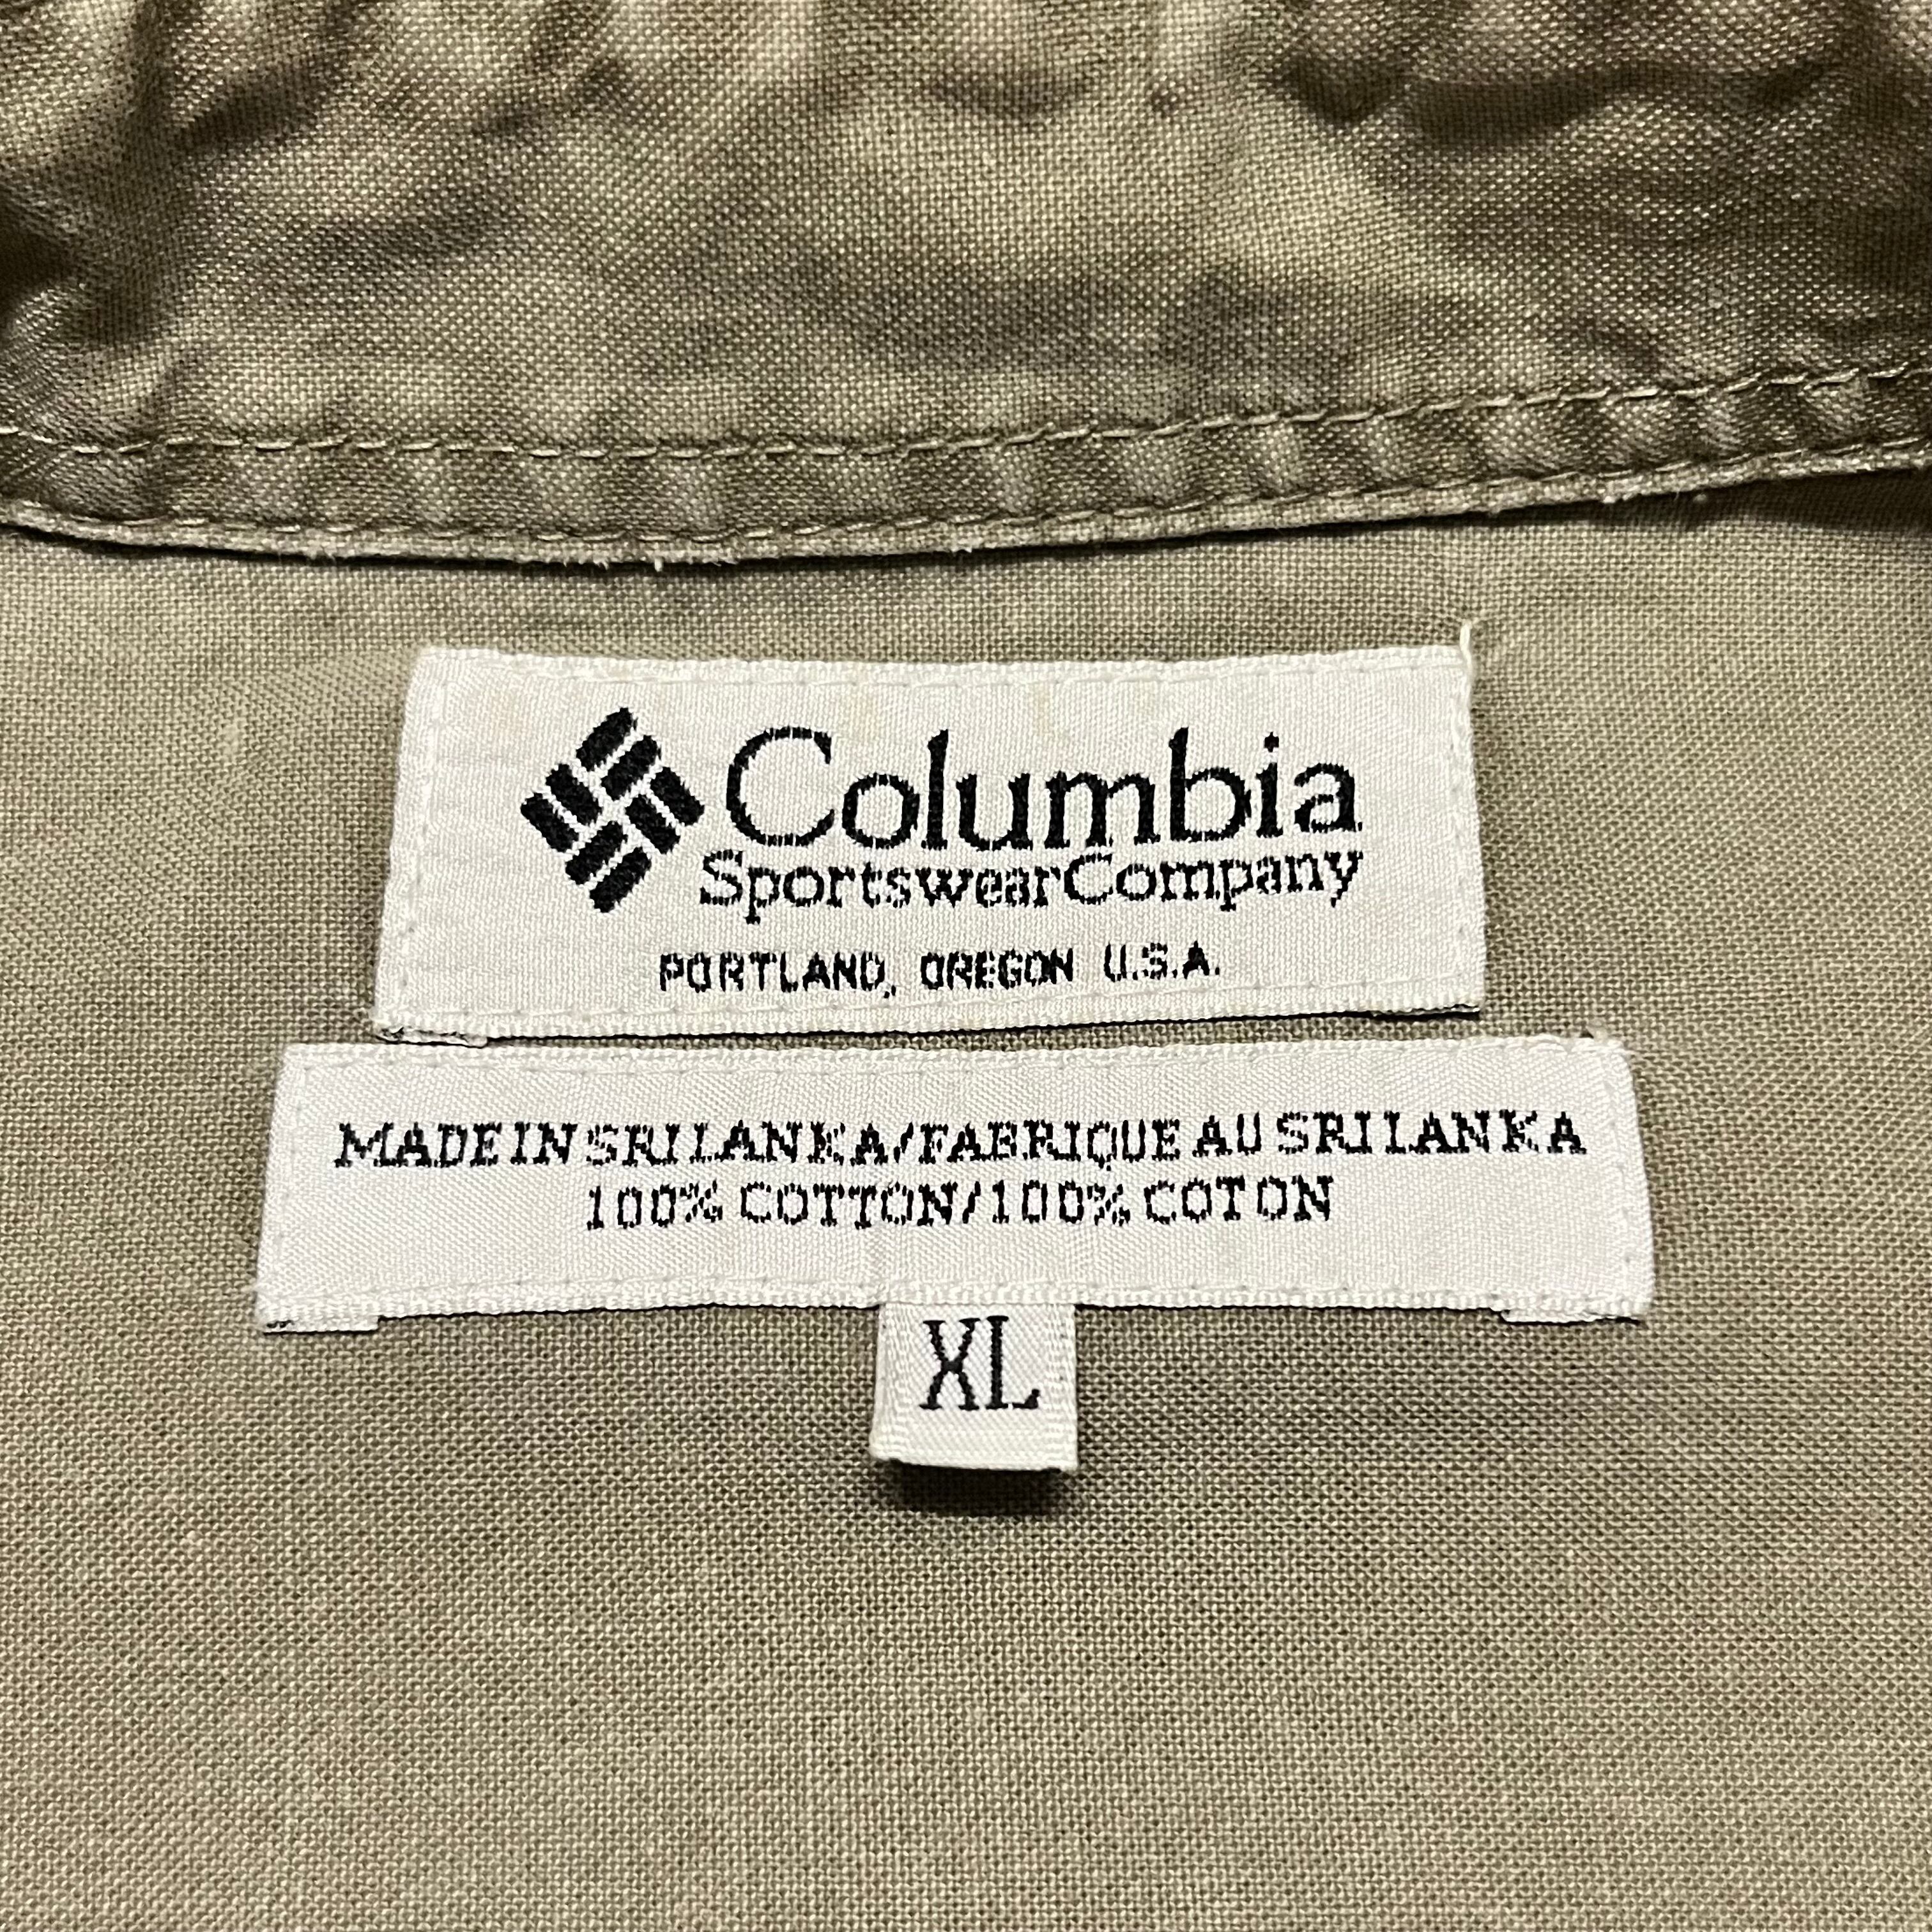 Columbia
SportswearCompany
PORTLAND, OREGON U.S.A.
MADE IN SRI LANKA/FABRIQUE AU SRI LANKA
100% COTTON/100% COTON
XL